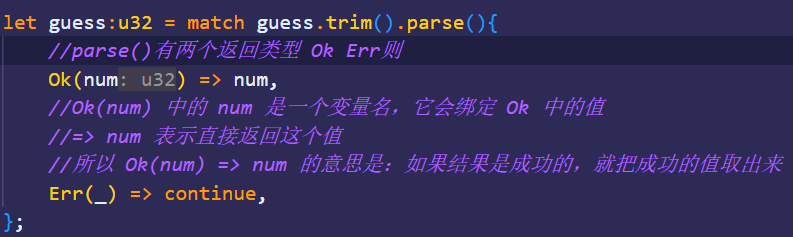 let guess:u32 = match guess.trim().parse(){
//parse()有两个返回类型 Ok Err则
Ok(num: u32) => num,
//Ok(num) 中的 num 是一个变量名，它会绑定 Ok 中的值
//=> num 表示直接返回这个值
//所以 Ok(num) => num 的意思是：如果结果是成功的，就把成功的值取出来
Err(_) => continue,
};